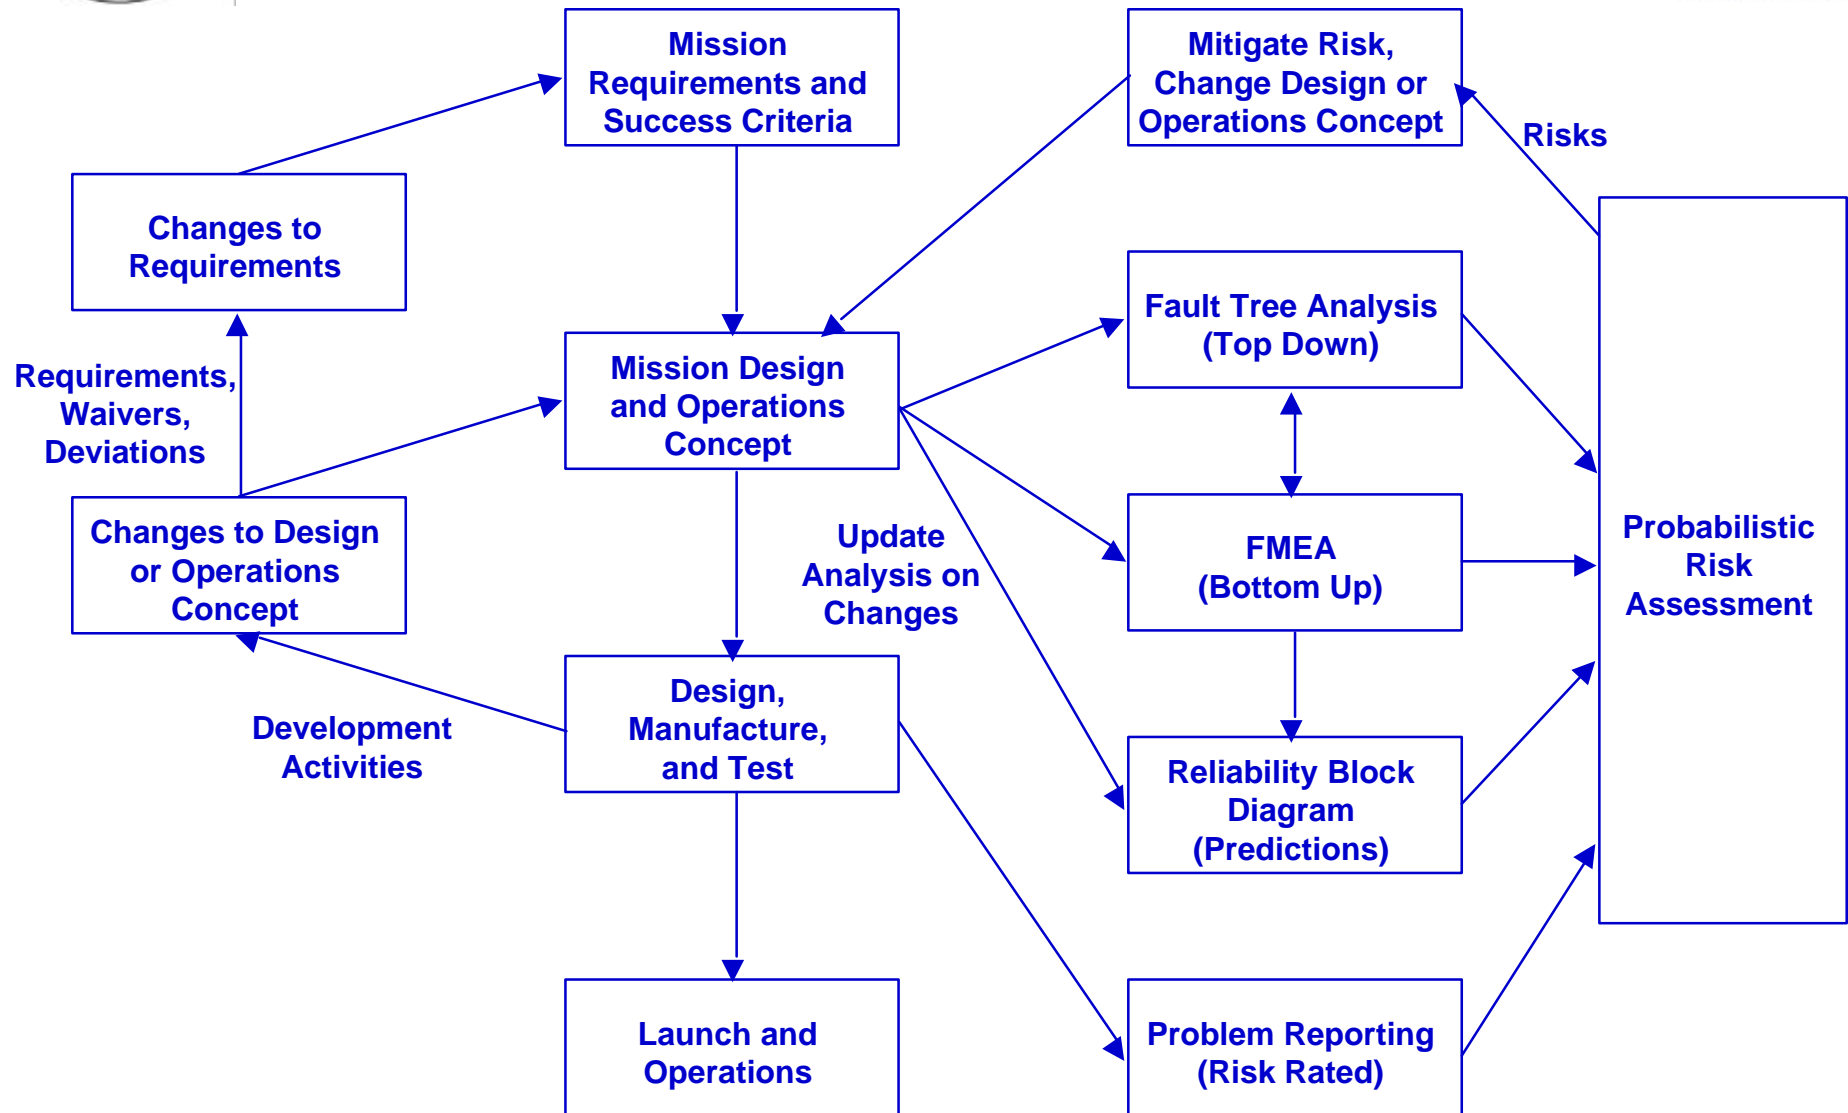 Mission
Requirements and
Success Criteria
Mitigate Risk,
Change Design or
Operations Concept
Risks
Changes to
Requirements
Fault Tree Analysis
(Top Down)
Requirements,
Waivers,
Deviations
Mission Design
and Operations
Concept
Changes to Design
or Operations
Concept
Update
Analysis on
Changes
FMEA
(Bottom Up)
Probabilistic
Risk
Assessment
Development
Activities
Design,
Manufacture,
and Test
Reliability Block
Diagram
(Predictions)
Launch and
Operations
Problem Reporting
(Risk Rated)